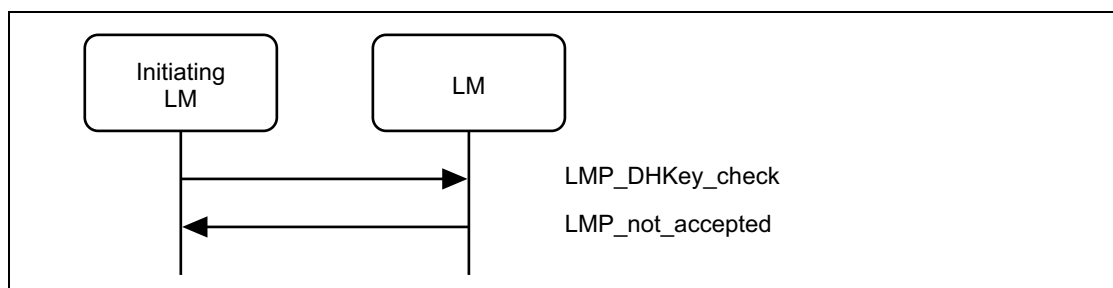 Initiating
LM
LM
LMP_DHKey_check
LMP_not_accepted